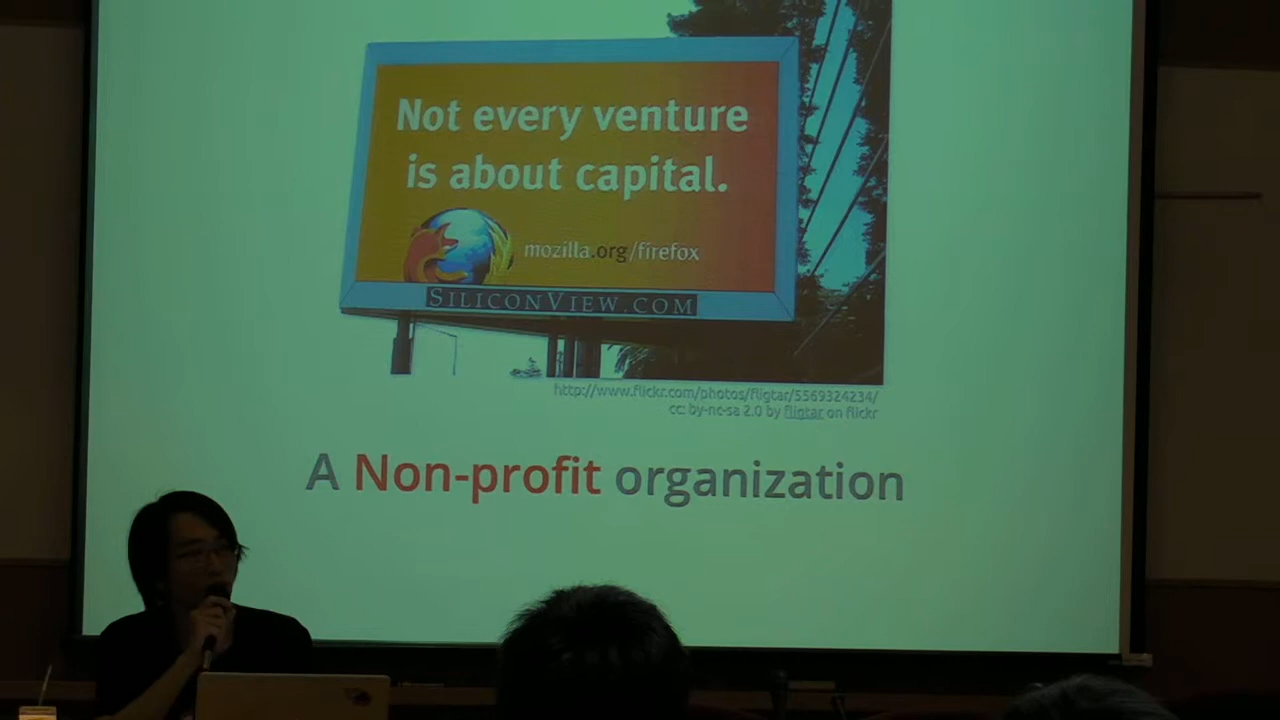 Not every venture
is about capital.
mozilla.org/firefox
SILICONVIEW.COM
http://www.flickr.com/photos/fligtar/5569324234/
cc: by-nc-sa 2.0 by fligtar on flickr
A Non-profit organization